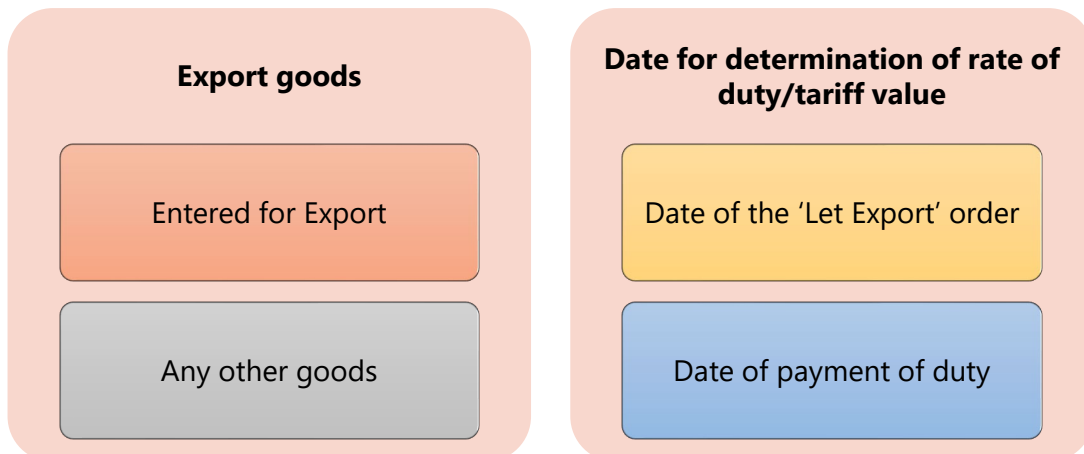 Export goods
Entered for Export
Any other goods
Date for determination of rate of
duty/tariff value
Date of the ‘Let Export’ order
Date of payment of duty